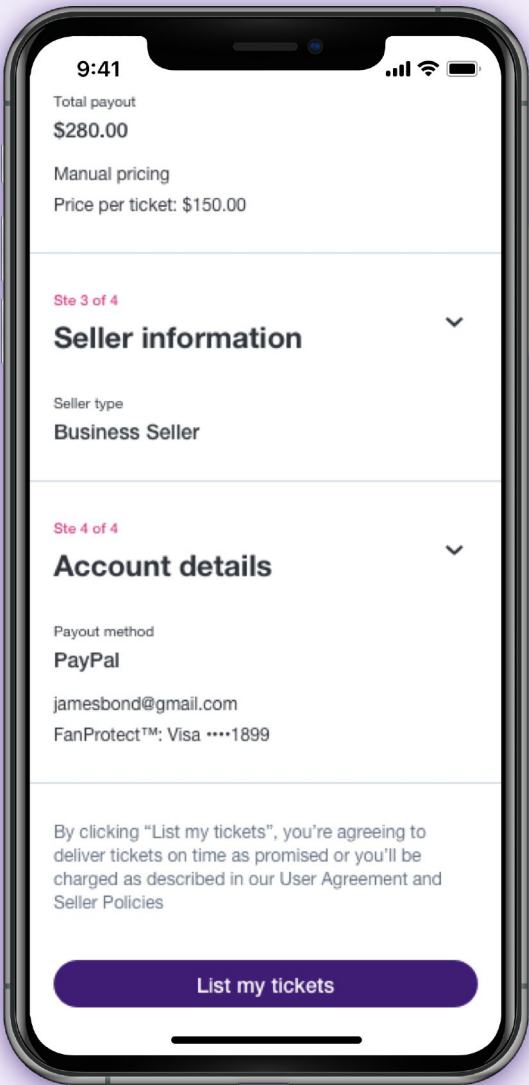 9:41
Total payout
$280.00
Manual pricing
Price per ticket: $150.00
Ste 3 of 4
Seller information
Seller type
Business Seller
Ste 4 of 4
Account details
Payout method
PayPal
jamesbond@gmail.com
FanProtect™: Visa ····1899
By clicking “List my tickets”, you’re agreeing to
deliver tickets on time as promised or you’ll be
charged as described in our User Agreement and
Seller Policies
List my tickets